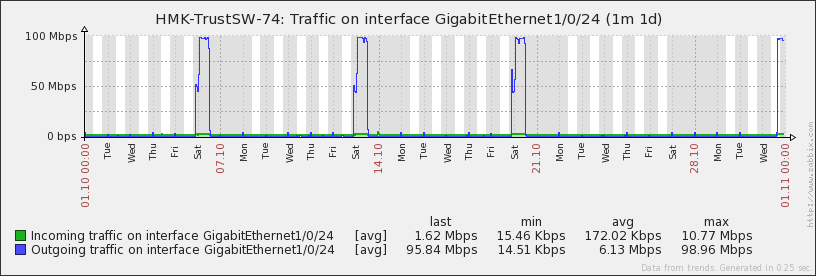 HMK-TrustSW-74: Traffic on interface GigabitEthernet1/0/24 (1m 1d)
100 Mbps
50 Mbps
0 bps
01.10 00:00 Tue Wed Thu Fri Sat 07.10 Mon Tue Wed Thu Fri Sat 14.10 Mon Tue Wed Thu Fri Sat 21.10 Mon Tue Wed Thu Fri Sat 28.10 Mon Tue Wed 01.11 00:00
http://www.zabbix.com
last min avg max
Incoming traffic on interface GigabitEthernet1/0/24 [avg] 1.62 Mbps 15.46 Kbps 172.02 Kbps 10.77 Mbps
Outgoing traffic on interface GigabitEthernet1/0/24 [avg] 95.84 Mbps 14.51 Kbps 6.13 Mbps 98.96 Mbps
Data from trends. Generated in 0.25 sec.